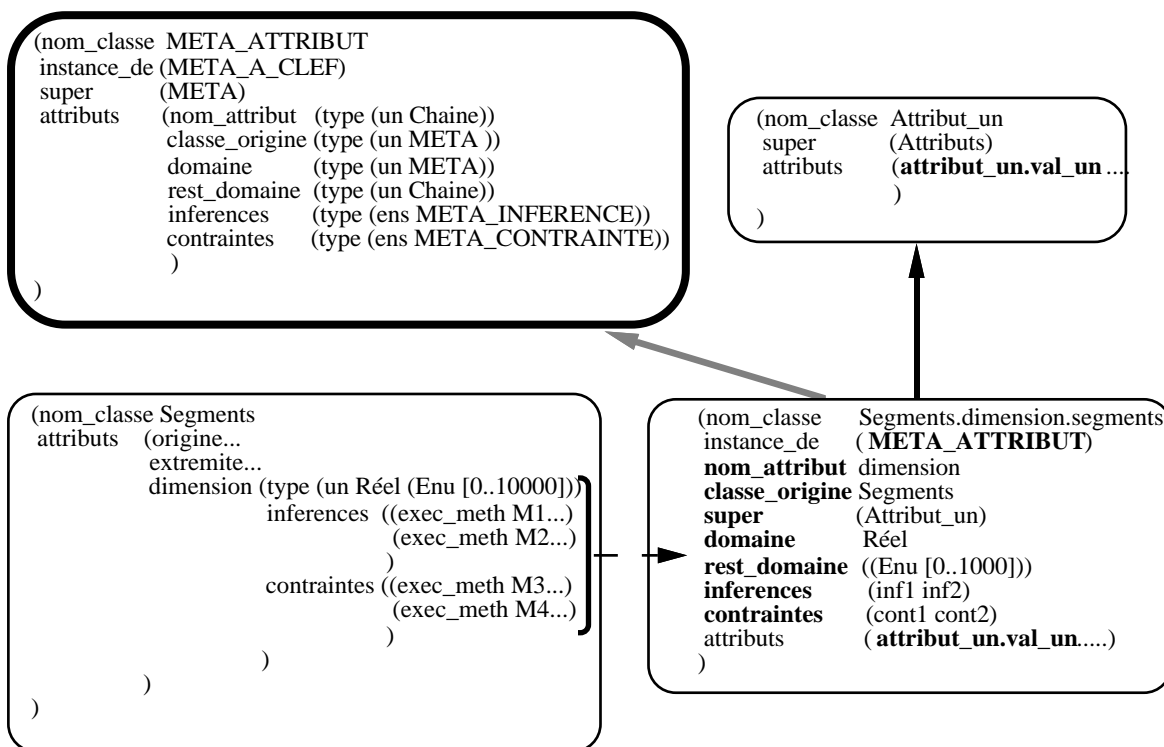 (nom_classe META_ATTRIBUT
instance_de (META_A_CLEF)
super (META)
attributs (nom_attribut (type (un Chaine))
classe_origine (type (un META ))
domaine (type (un META))
rest_domaine (type (un Chaine))
inferences (type (ens META_INFERENCE))
contraintes (type (ens META_CONTRAINTE))
)
)
(nom_classe Attribut_un
super (Attributs)
attributs (attribut_un.val_un ....
)
)
(nom_classe Segments
attributs (origine...
extremite...
dimension (type (un Réel (Enu [0..10000]))
inferences ((exec_meth M1...)
(exec_meth M2...)
)
contraintes ((exec_meth M3...)
(exec_meth M4...)
)
)
)
)
(nom_classe Segments.dimension.segments
instance_de ( META_ATTRIBUT)
nom_attribut dimension
classe_origine Segments
super (Attribut_un)
domaine Réel
rest_domaine ((Enu [0..1000]))
inferences (inf1 inf2)
contraintes (cont1 cont2)
attributs ( attribut_un.val_un.....)
)